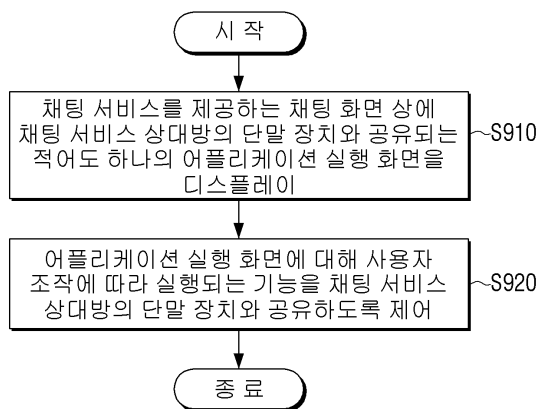 시 작
채팅 서비스를 제공하는 채팅 화면 상에
채팅 서비스 상대방의 단말 장치와 공유되는
적어도 하나의 어플리케이션 실행 화면을
디스플레이
S910
어플리케이션 실행 화면에 대해 사용자
조작에 따라 실행되는 기능을 채팅 서비스
상대방의 단말 장치와 공유하도록 제어
S920
종 료